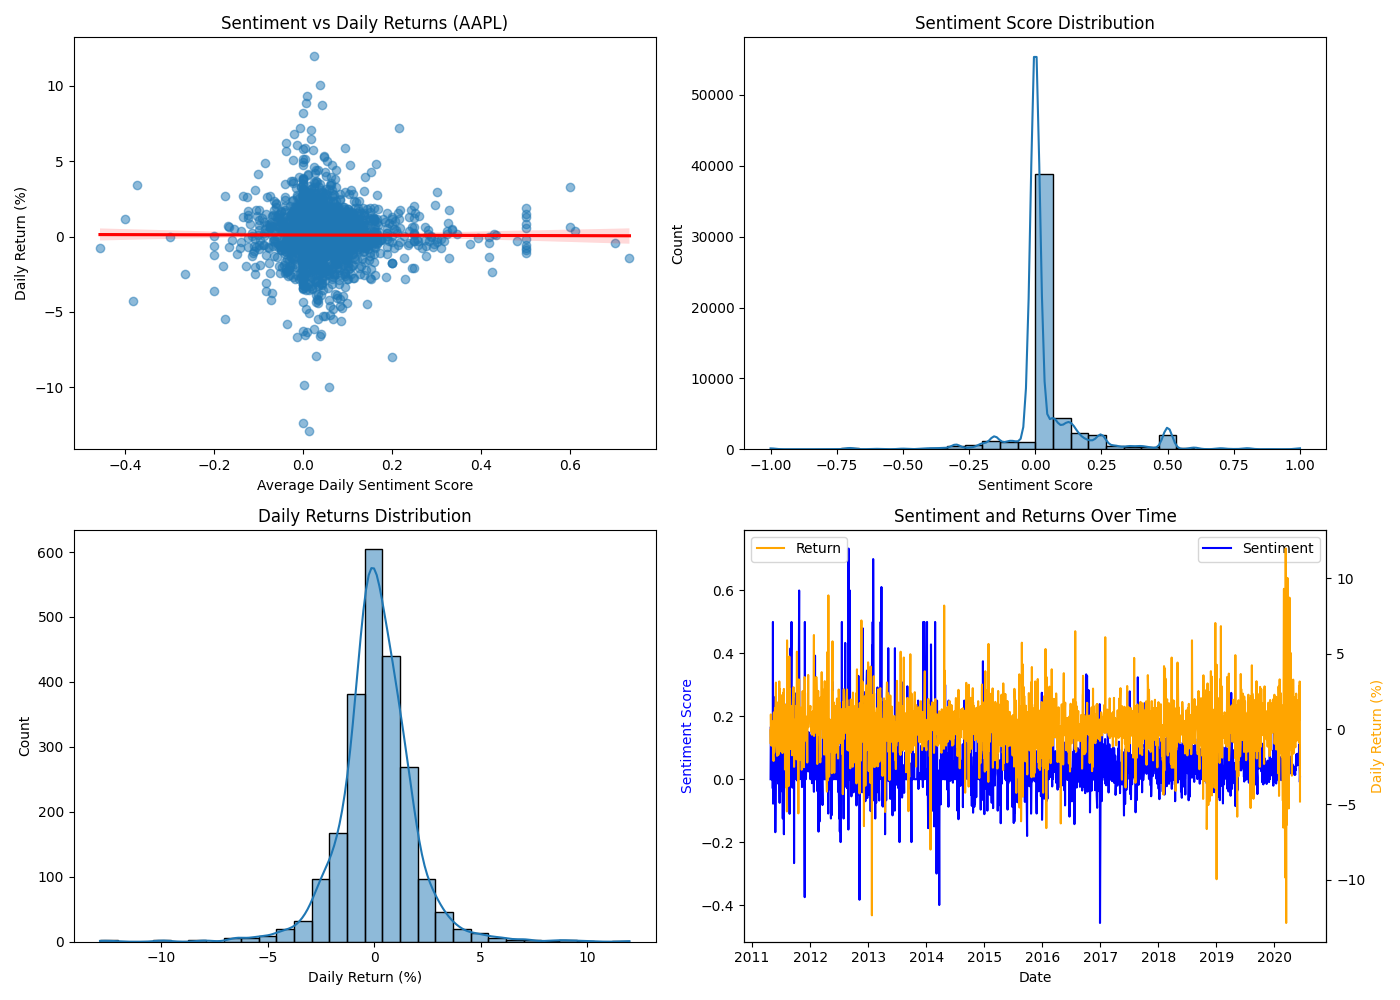 Sentiment vs Daily Returns (AAPL)
10
5
0
−5
−10
Daily Return (%)
−0.4 −0.2 0.0 0.2 0.4 0.6
Average Daily Sentiment Score
Sentiment Score Distribution
50000
40000
30000
20000
10000
0
Count
−1.00 −0.75 −0.50 −0.25 0.00 0.25 0.50 0.75 1.00
Sentiment Score
Daily Returns Distribution
600
500
400
300
200
100
0
Count
−10 −5 0 5 10
Daily Return (%)
Sentiment and Returns Over Time
Return
Sentiment
0.6
0.4
0.2
0.0
−0.2
−0.4
Sentiment Score
10
5
0
−5
−10
Daily Return (%)
2011 2012 2013 2014 2015 2016 2017 2018 2019 2020
Date